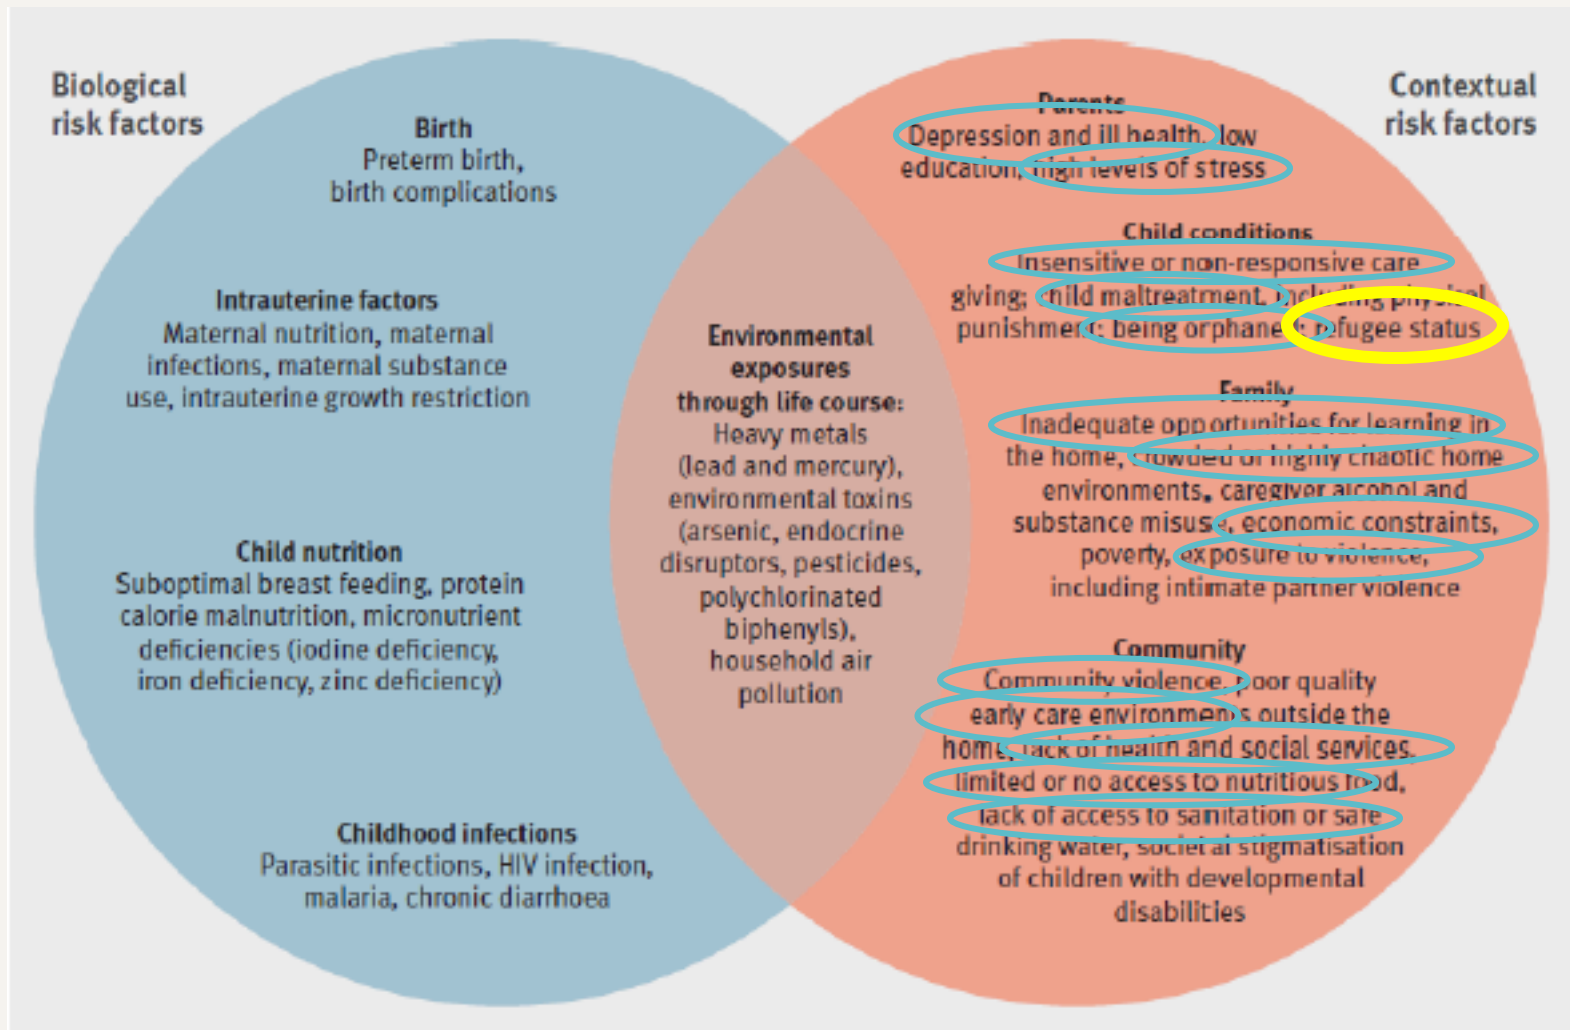 Biological
risk factors
Birth
Preterm birth,
birth complications
Intrauterine factors
Maternal nutrition, maternal
infections, maternal substance
use, intrauterine growth restriction
Child nutrition
Suboptimal breast feeding, protein
calorie malnutrition, micronutrient
deficiencies (iodine deficiency,
iron deficiency, zinc deficiency)
Childhood infections
Parasitic infections, HIV infection,
malaria, chronic diarrhoea
Environmental
exposures
through life course:
Heavy metals
(lead and mercury),
environmental toxins
(arsenic, endocrine
disruptors, pesticides,
polychlorinated
biphenyls),
household air
pollution
Contextual
risk factors
Parents
Depression and ill health, low
education, high levels of stress
Child conditions
Insensitive or non-responsive care
giving; child maltreatment, including physical
punishment; being orphaned; refugee status
Family
Inadequate opportunities for learning in
the home, crowded or highly chaotic home
environments, caregiver alcohol and
substance misuse, economic constraints,
poverty, exposure to violence,
including intimate partner violence
Community
Community violence, poor quality
early care environments outside the
home, lack of health and social services,
limited or no access to nutritious food,
lack of access to sanitation or safe
drinking water, societal stigmatisation
of children with developmental
disabilities